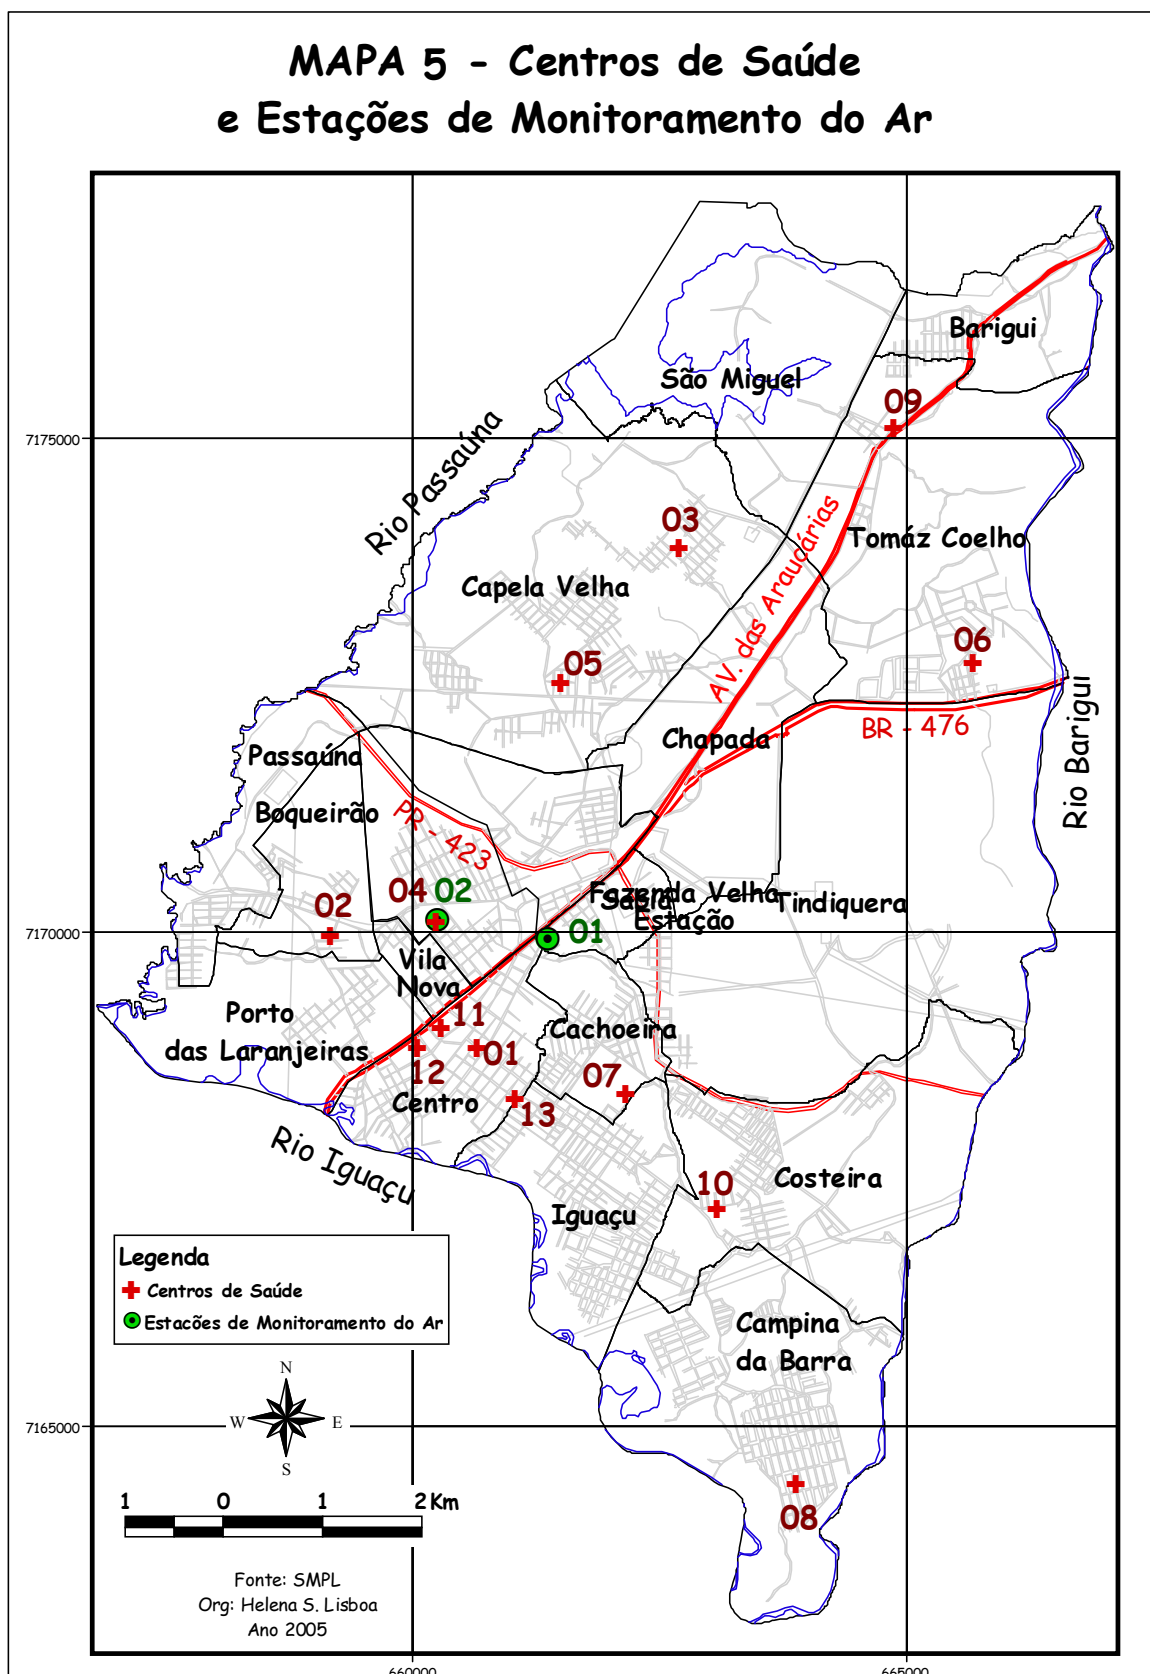 MAPA 5 - Centros de Saúde
e Estações de Monitoramento do Ar
Barigui
São Miguel
09
7175000
Rio Passaúna
03
AV. das Araucárias
Tomáz Coelho
Capela Velha
06
05
Rio Barigui
BR - 476
Chapada
Passaúna
Boqueirão
PR - 423
04
02
02
Fazenda Velha
Sabiá
Estação
Tindiquera
7170000
01
Vila
Nova
Porto
das Laranjeiras
11
Cachoeira
01
12
07
Centro
13
Rio Iguaçu
10
Costeira
Iguaçu
Legenda
Centros de Saúde
Estacões de Monitoramento do Ar
Campina
da Barra
N
W
E
S
7165000
1 0 1 2 Km
08
Fonte: SMPL
Org: Helena S. Lisboa
Ano 2005
660000
665000